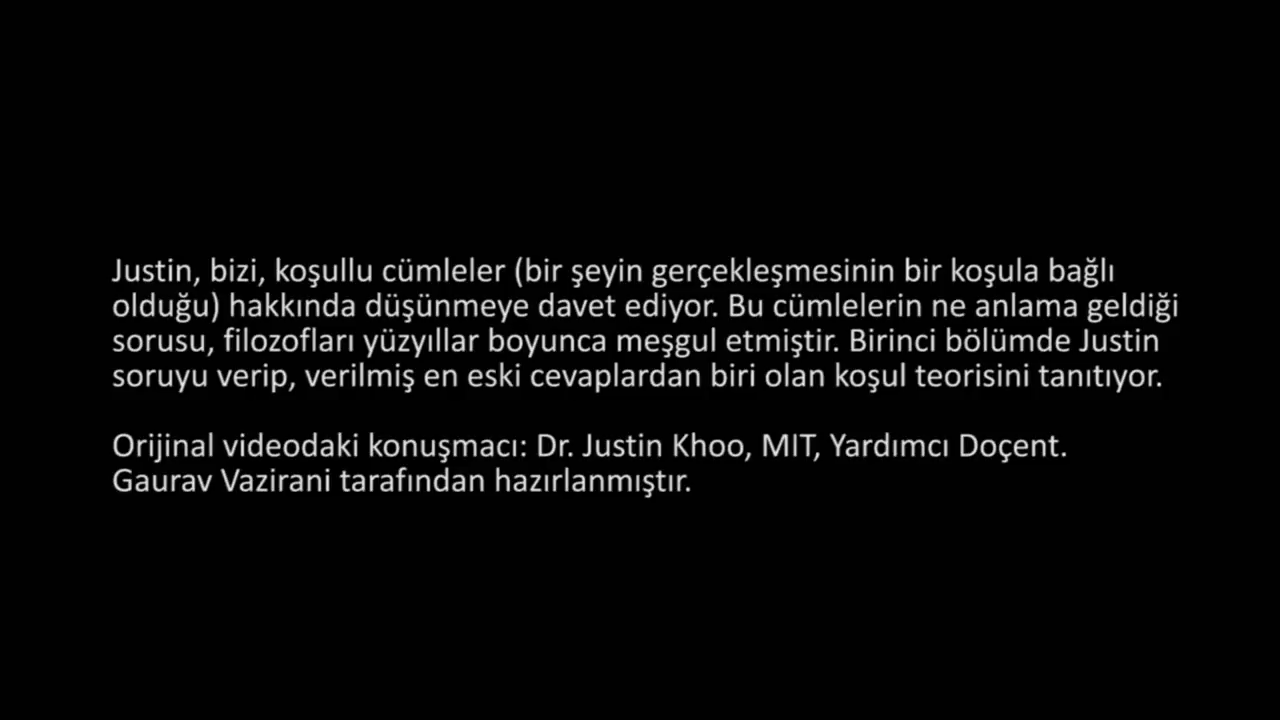 Justin, bizi, koşullu cümleler (bir şeyin gerçekleşmesinin bir koşula bağlı
olduğu) hakkında düşünmeye davet ediyor. Bu cümlelerin ne anlama geldiği
sorusu, filozofları yüzyıllar boyunca meşgul etmiştir. Birinci bölümde Justin
soruyu verip, verilmiş en eski cevaplardan biri olan koşul teorisini tanıtıyor.
Orijinal videodaki konuşmacı: Dr. Justin Khoo, MIT, Yardımcı Doçent.
Gaurav Vazirani tarafından hazırlanmıştır.